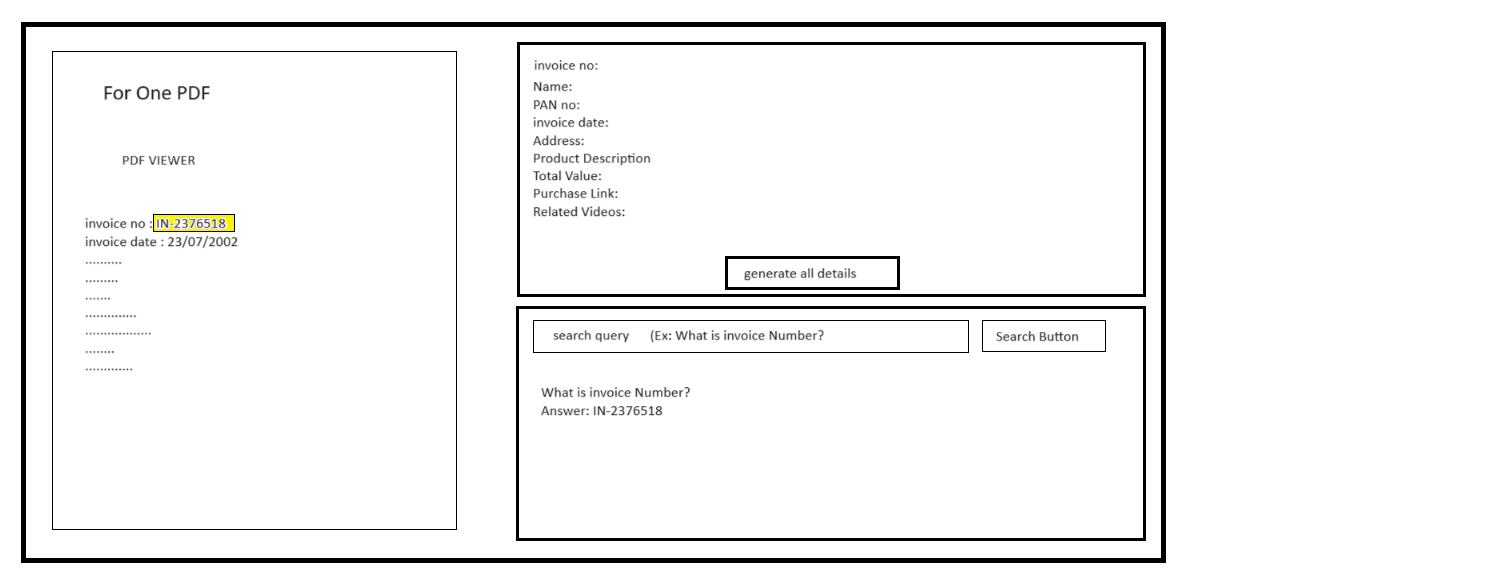 For One PDF
PDF VIEWER
invoice no : IN-2376518
invoice date : 23/07/2002
..........
.........
.......
..............
..................
........
.............
invoice no:
Name:
PAN no:
invoice date:
Address:
Product Description
Total Value:
Purchase Link:
Related Videos:
generate all details
search query (Ex: What is invoice Number?
Search Button
What is invoice Number?
Answer: IN-2376518